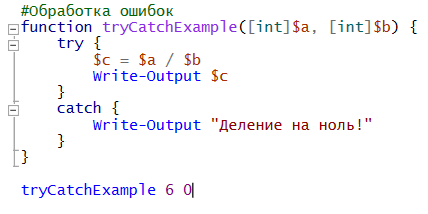 #Обработка ошибок
function tryCatchExample([int]$a, [int]$b) {
    try {
        $c = $a / $b
        Write-Output $c
    }
    catch {
        Write-Output "Деление на ноль!"
    }
}

tryCatchExample 6 0